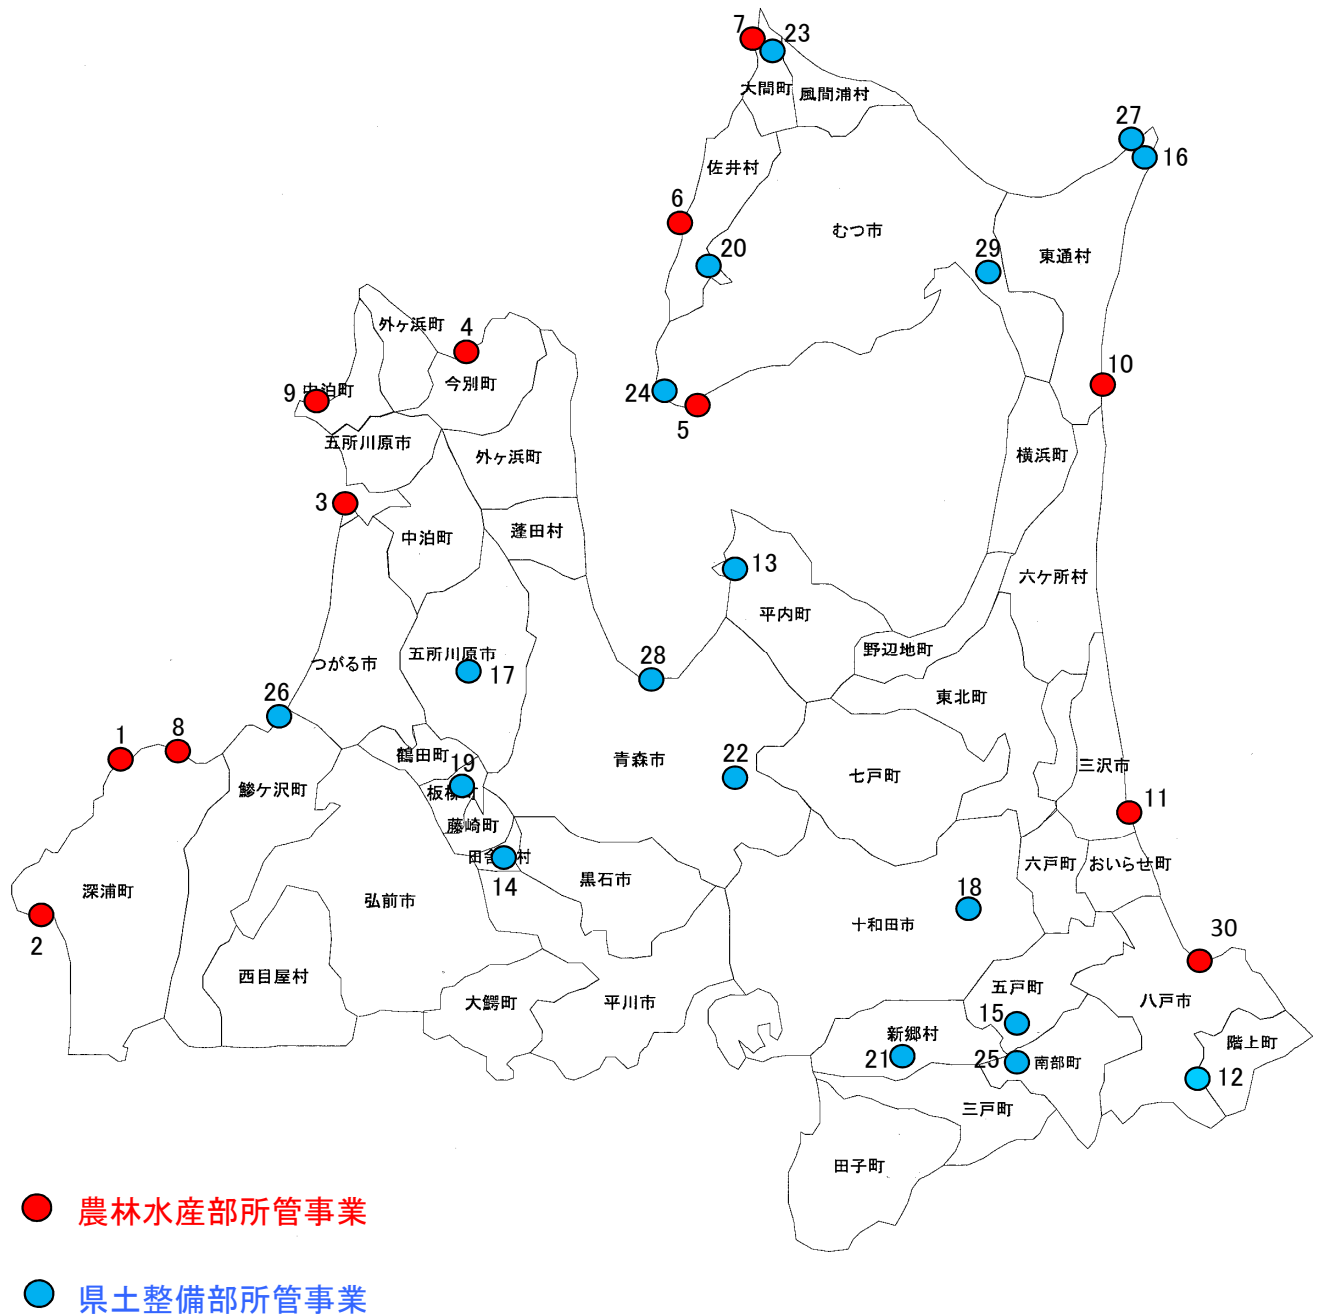 7
23
大間町
風間浦村
27
16
佐井村
6
むつ市
20
29
東通村
外ヶ浜町
4
今別町
9
中泊町
24
5
10
五所川原市
外ヶ浜町
横浜町
3
中泊町
蓬田村
13
六ケ所村
平内町
つがる市
五所川原市
17
28
野辺地町
東北町
26
1
8
鶴田町
19
青森市
22
七戸町
三沢市
鰺ケ沢町
板柳町
11
藤崎町
田舎館村
14
黒石市
六戸町
おいらせ町
深浦町
2
弘前市
18
十和田市
30
西目屋村
大鰐町
平川市
五戸町
八戸市
15
新郷村
21
25
南部町
階上町
12
三戸町
田子町
農林水産部所管事業
県土整備部所管事業